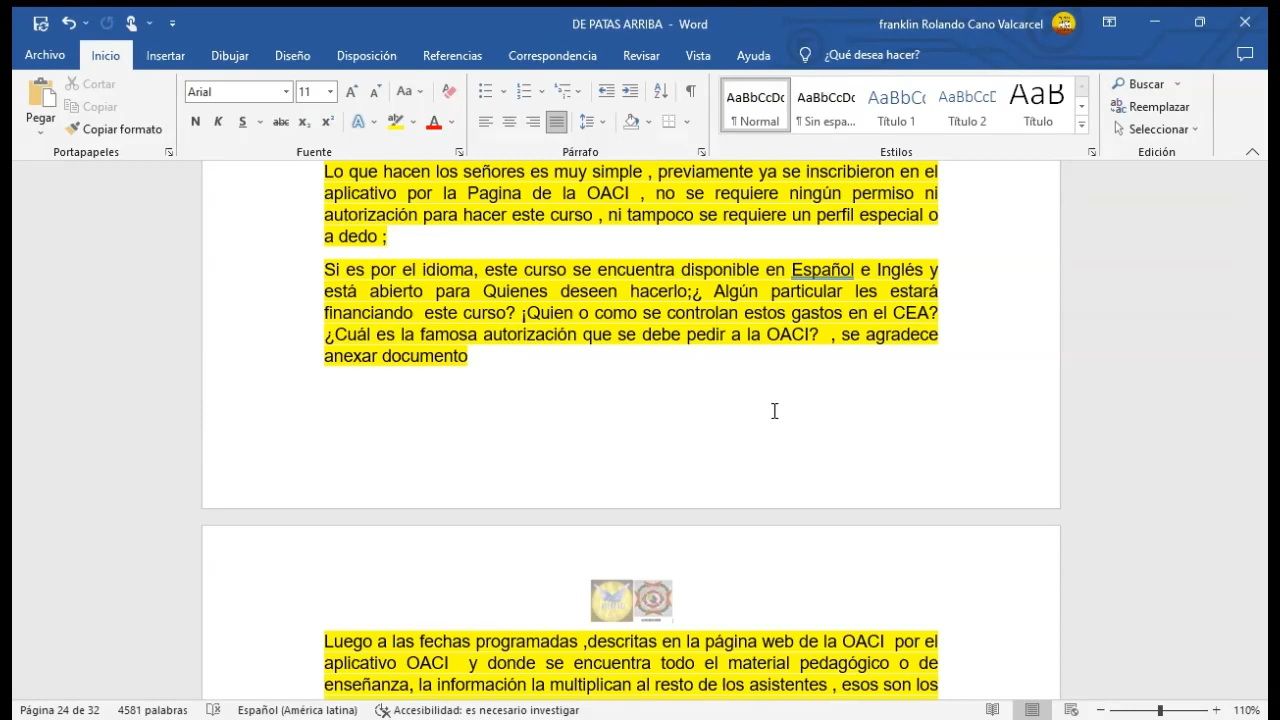 DE PATAS ARRIBA - Word
franklin Rolando Cano Valcarcel
Archivo Inicio Insertar Dibujar Diseño Disposición Referencias Correspondencia Revisar Vista Ayuda ¿Qué desea hacer?
Pegar
Cortar
Copiar
Copiar formato
Portapapeles
Arial 11
Aa
N K S abc x₂ x² A
Fuente
Párrafo
AaBbCcDc AaBbCcDc AaBbCc AaBbCcD AaB
¶ Normal ¶ Sin espa... Título 1 Título 2 Título
Estilos
Buscar
Reemplazar
Seleccionar
Edición
Lo que hacen los señores es muy simple , previamente ya se inscribieron en el
aplicativo por la Pagina de la OACI , no se requiere ningún permiso ni
autorización para hacer este curso , ni tampoco se requiere un perfil especial o
a dedo ;
Si es por el idioma, este curso se encuentra disponible en Español e Inglés y
está abierto para Quienes deseen hacerlo;¿ Algún particular les estará
financiando este curso? ¡Quien o como se controlan estos gastos en el CEA?
¿Cuál es la famosa autorización que se debe pedir a la OACI? , se agradece
anexar documento
Luego a las fechas programadas ,descritas en la página web de la OACI por el
aplicativo OACI y donde se encuentra todo el material pedagógico o de
enseñanza, la información la multiplican al resto de los asistentes , esos son los
Página 24 de 32 4581 palabras Español (América latina) Accesibilidad: es necesario investigar 110%